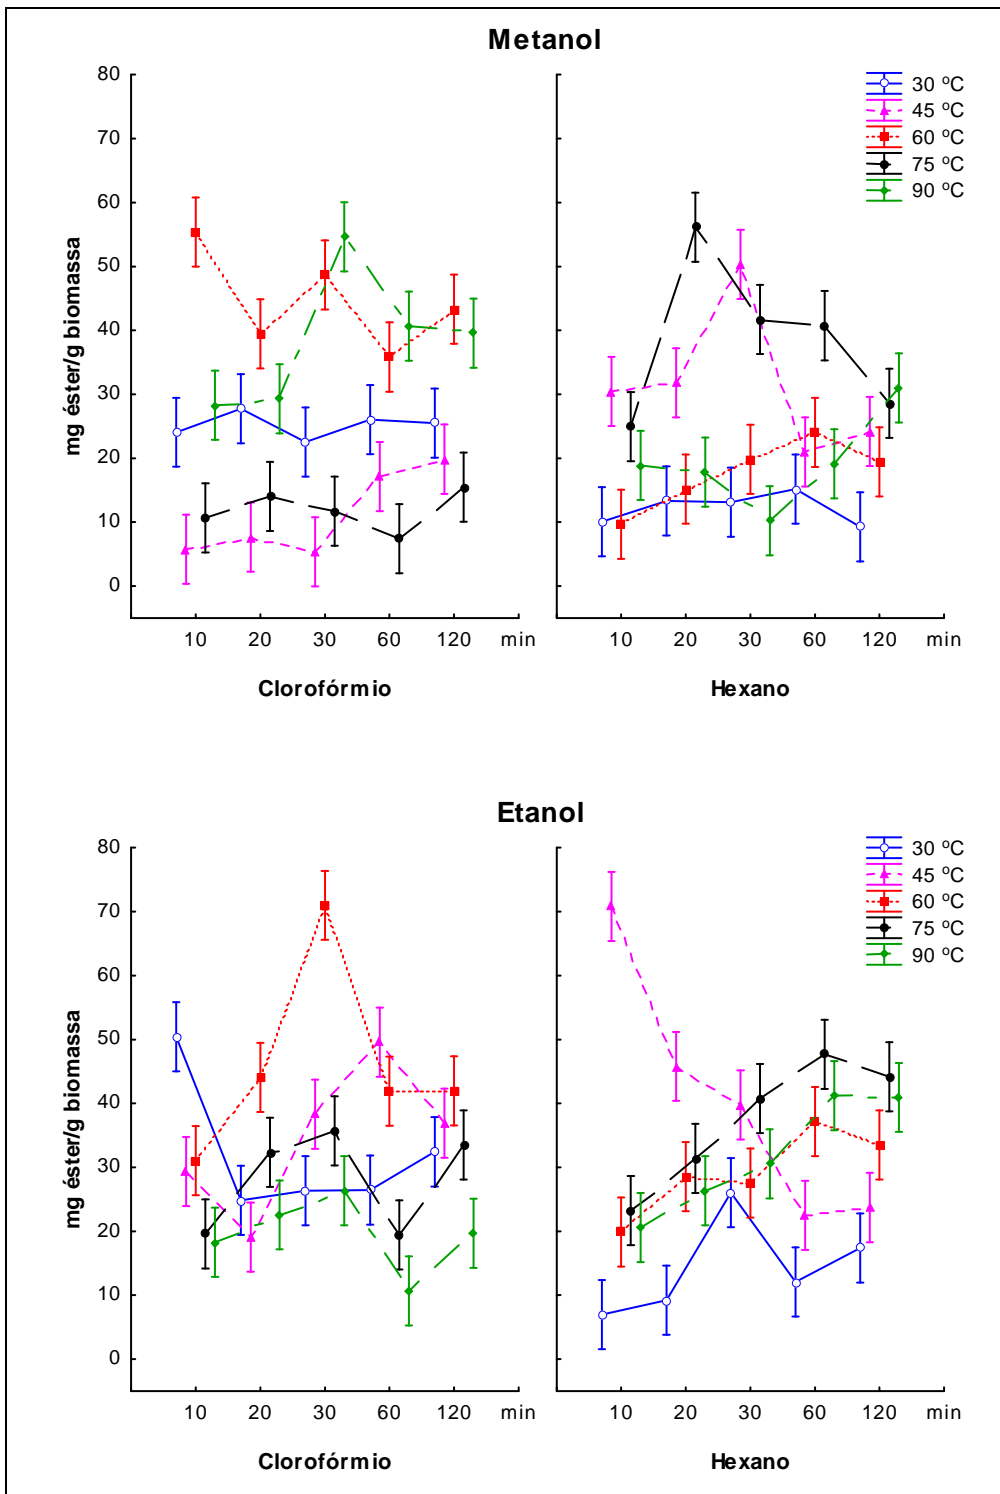 Metanol
80
70
60
50
40
30
20
10
0
mg éster/g biomassa
30 ºC
45 ºC
60 ºC
75 ºC
90 ºC
10 20 30 60 120 min
10 20 30 60 120 min
Clorofórmio
Hexano
Etanol
80
70
60
50
40
30
20
10
0
mg éster/g biomassa
30 ºC
45 ºC
60 ºC
75 ºC
90 ºC
10 20 30 60 120 min
10 20 30 60 120 min
Clorofórmio
Hexano